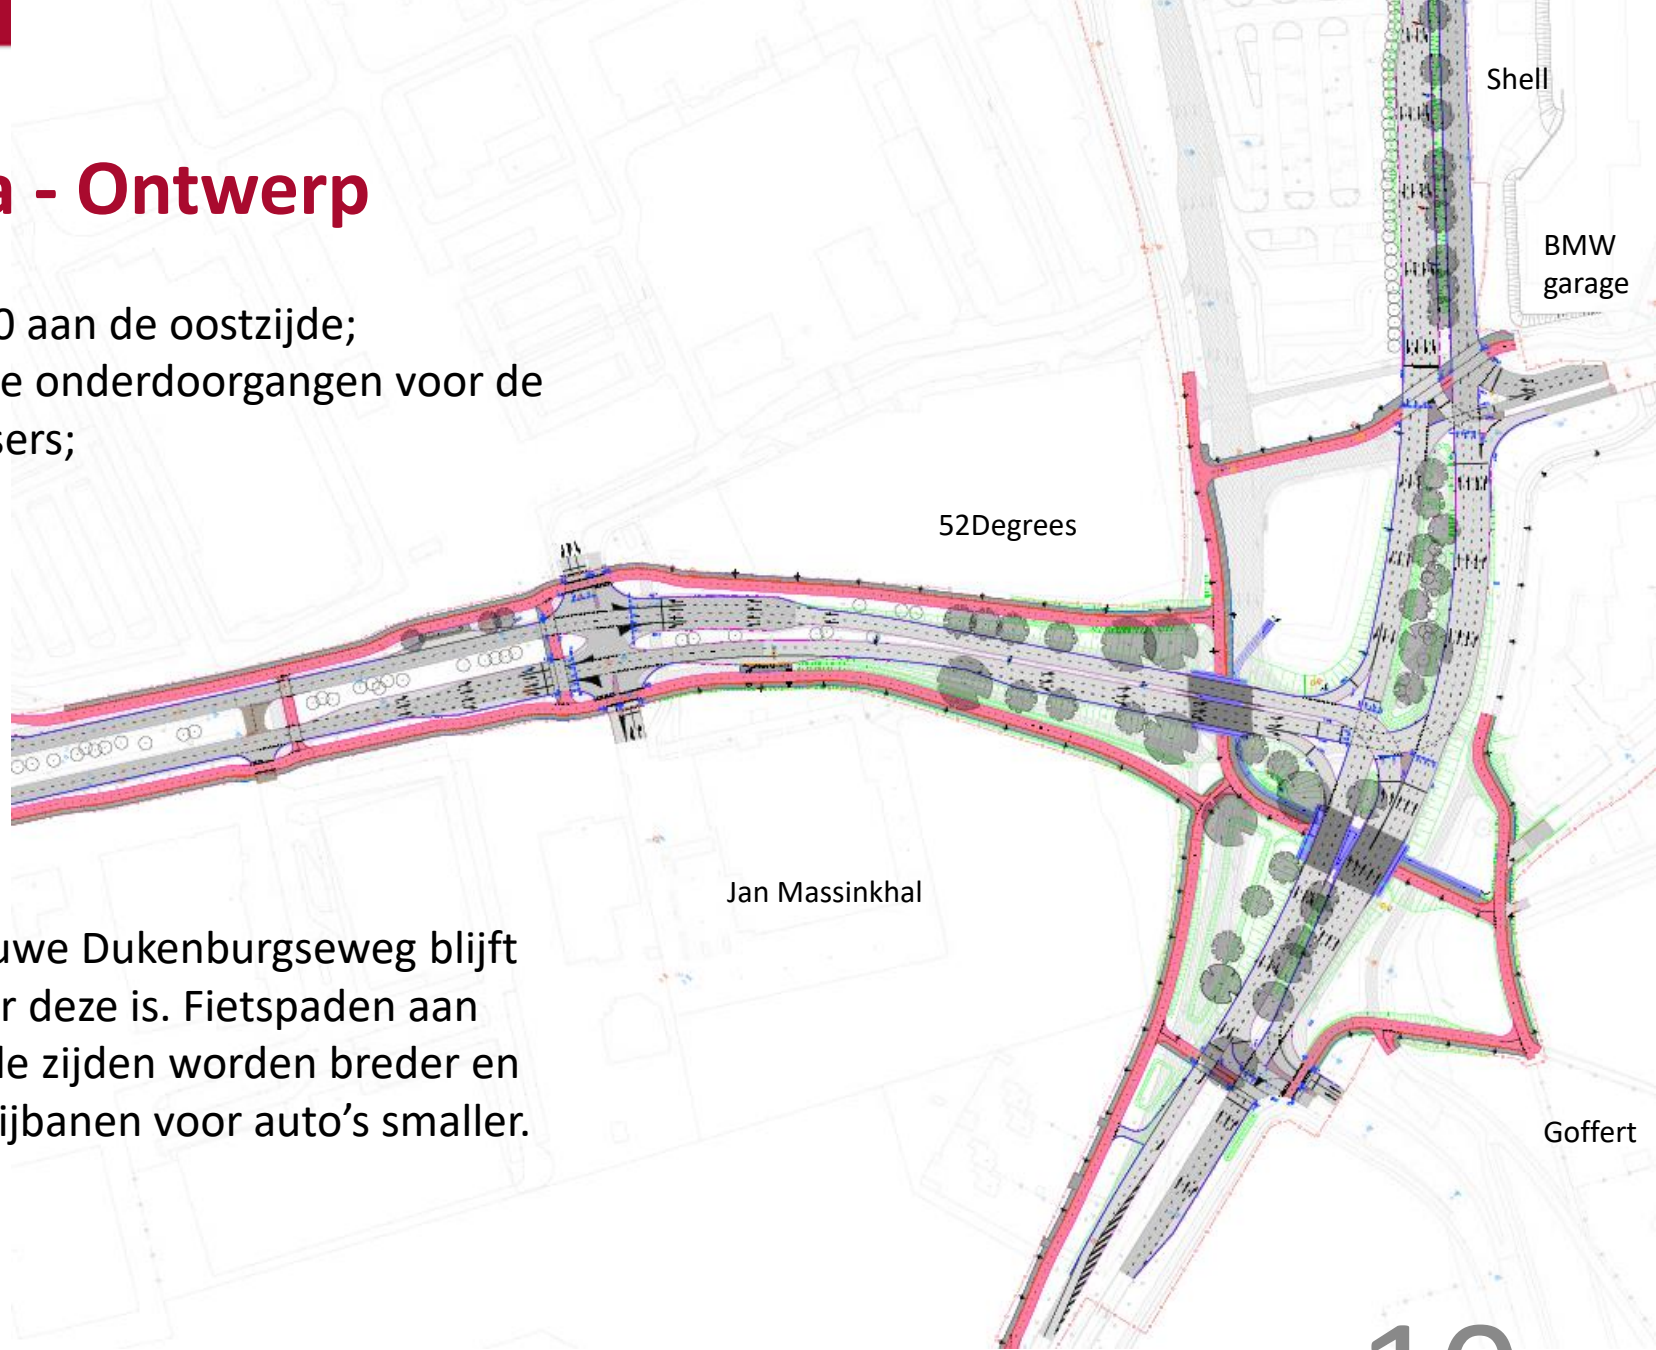 - Ontwerp
Shell
BMW
garage
0 aan de oostzijde;
e onderdoorgangen voor de
sers;
52Degrees
Jan Massinkhal
uwe Dukenburgseweg blijft
r deze is. Fietspaden aan
de zijden worden breder en
ijbanen voor auto's smaller.
Goffert